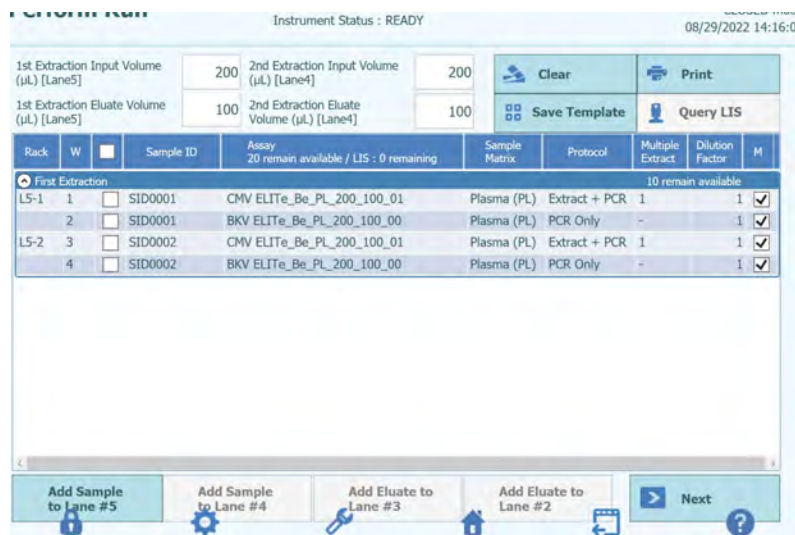 Perform Run
Instrument Status : READY
08/29/2022 14:16:0
1st Extraction Input Volume (µL) [Lane5] 200
2nd Extraction Input Volume (µL) [Lane4] 200
Clear
Print
1st Extraction Eluate Volume (µL) [Lane5] 100
2nd Extraction Eluate Volume (µL) [Lane4] 100
Save Template
Query LIS
Rack W Sample ID Assay 20 remain available / LIS : 0 remaining Sample Matrix Protocol Multiple Extract Dilution Factor M
First Extraction 10 remain available
L5-1 1 SID0001 CMV ELITe_Be_PL_200_100_01 Plasma (PL) Extract + PCR 1 1
2 SID0001 BKV ELITe_Be_PL_200_100_00 Plasma (PL) PCR Only - 1
L5-2 3 SID0002 CMV ELITe_Be_PL_200_100_01 Plasma (PL) Extract + PCR 1 1
4 SID0002 BKV ELITe_Be_PL_200_100_00 Plasma (PL) PCR Only - 1
Add Sample to Lane #5
Add Sample to Lane #4
Add Eluate to Lane #3
Add Eluate to Lane #2
Next